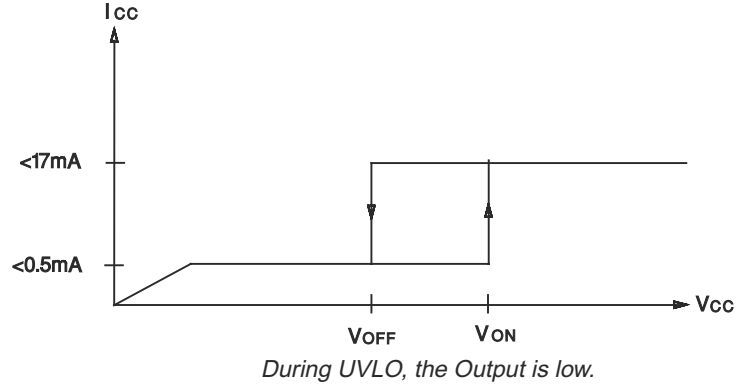 Icc
<17mA
<0.5mA
Vcc
VOFF VON
During UVLO, the Output is low.